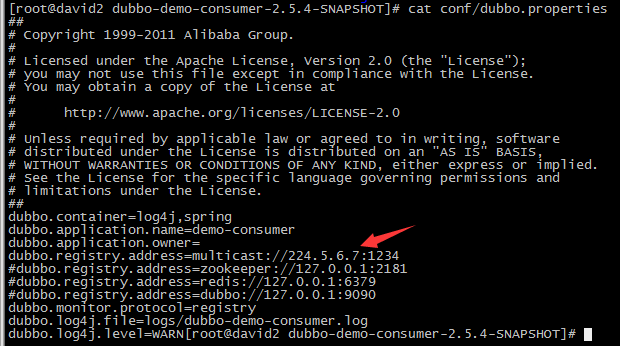 [root@david2 dubbo-demo-consumer-2.5.4-SNAPSHOT]# cat conf/dubbo.properties
##
# Copyright 1999-2011 Alibaba Group.
#
# Licensed under the Apache License, Version 2.0 (the "License");
# you may not use this file except in compliance with the License.
# You may obtain a copy of the License at
#
#      http://www.apache.org/licenses/LICENSE-2.0
#
# Unless required by applicable law or agreed to in writing, software
# distributed under the License is distributed on an "AS IS" BASIS,
# WITHOUT WARRANTIES OR CONDITIONS OF ANY KIND, either express or implied.
# See the License for the specific language governing permissions and
# limitations under the License.
##
dubbo.container=log4j,spring
dubbo.application.name=demo-consumer
dubbo.application.owner=
dubbo.registry.address=multicast://224.5.6.7:1234
#dubbo.registry.address=zookeeper://127.0.0.1:2181
#dubbo.registry.address=redis://127.0.0.1:6379
#dubbo.registry.address=dubbo://127.0.0.1:9090
dubbo.monitor.protocol=registry
dubbo.log4j.file=logs/dubbo-demo-consumer.log
dubbo.log4j.level=WARN[root@david2 dubbo-demo-consumer-2.5.4-SNAPSHOT]#